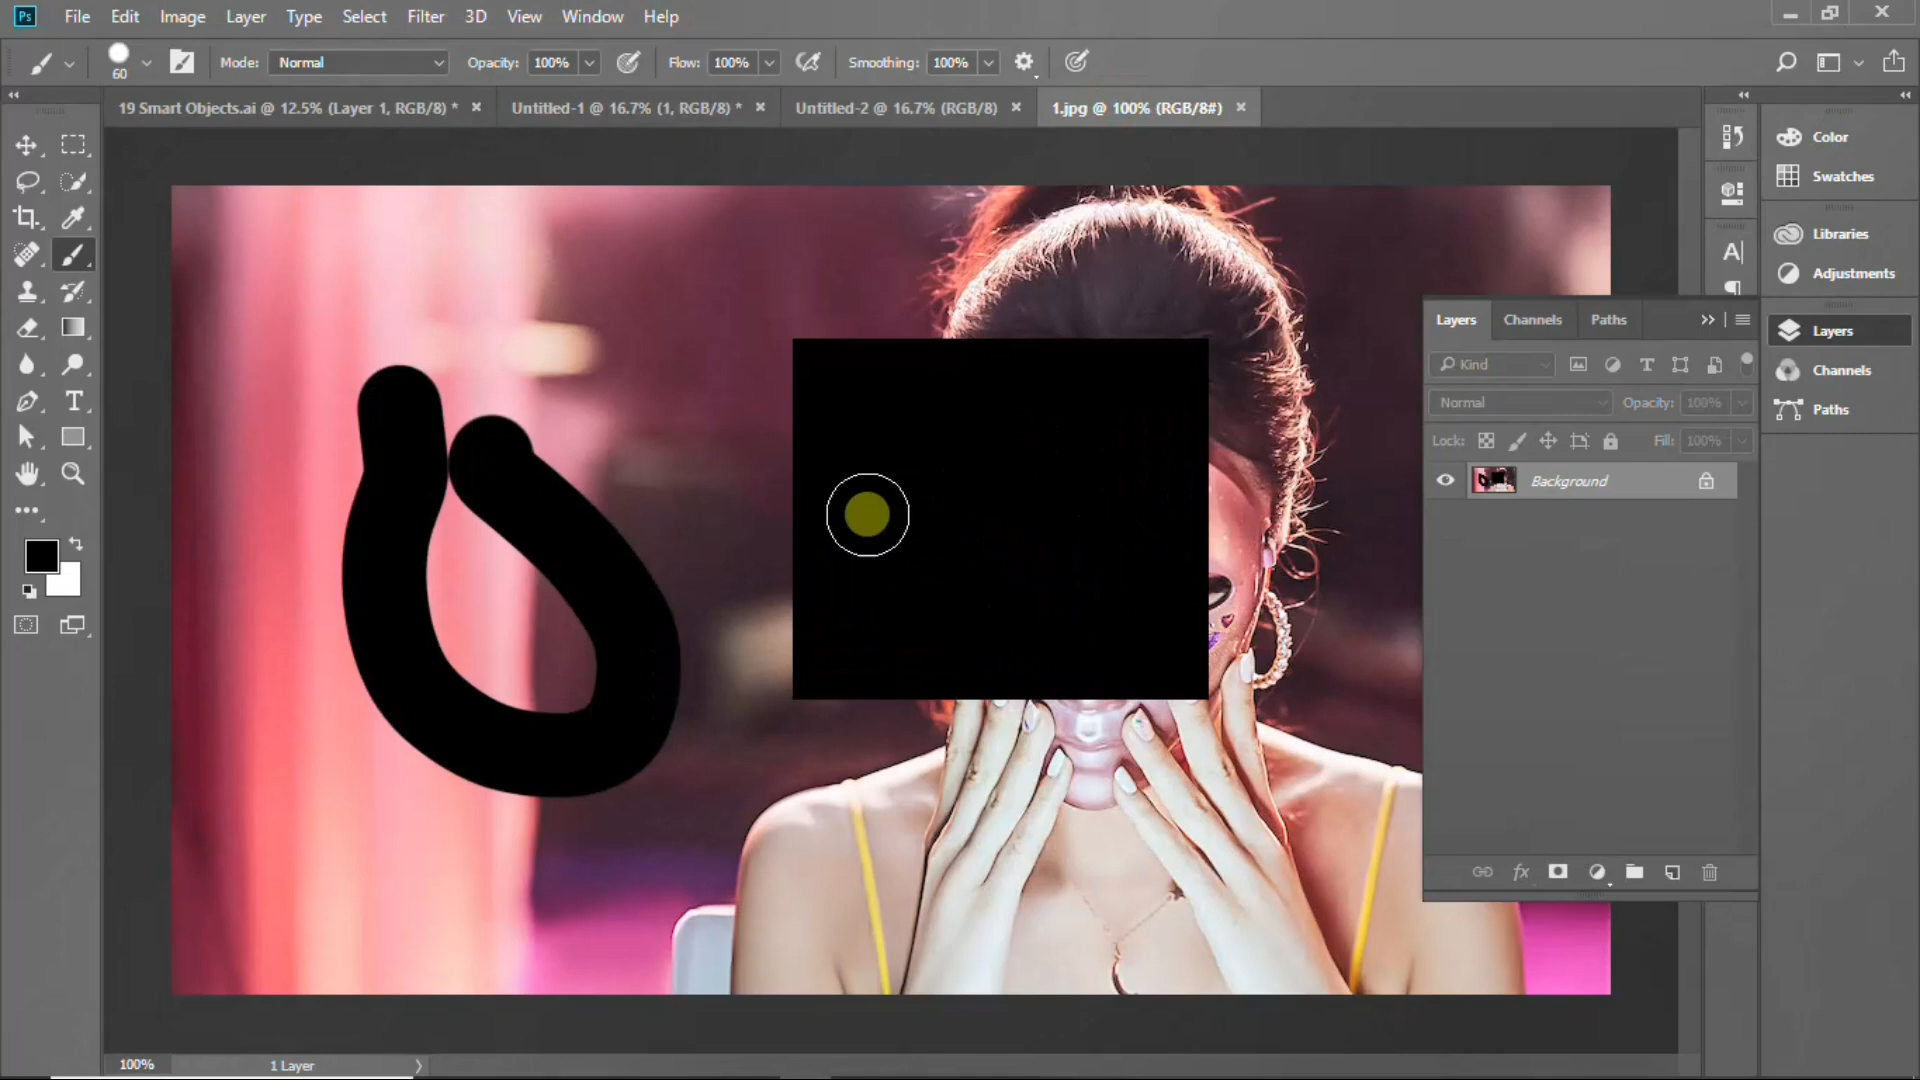 Ps File Edit Image Layer Type Select Filter 3D View Window Help
60 Mode: Normal Opacity: 100% Flow: 100% Smoothing: 100%
19 Smart Objects.ai @ 12.5% (Layer 1, RGB/8) * Untitled-1 @ 16.7% (1, RGB/8) * Untitled-2 @ 16.7% (RGB/8) 1.jpg @ 100% (RGB/8#)
Color
Swatches
Libraries
Adjustments
Layers
Channels
Paths
Layers Channels Paths
Kind
Normal Opacity: 100%
Lock: Fill: 100%
Background
100% 1 Layer